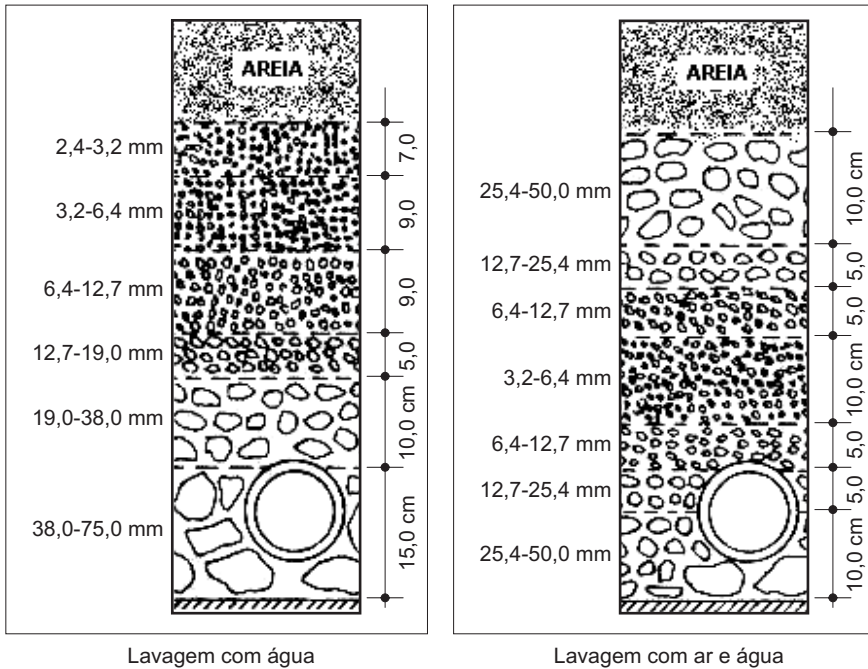 AREIA
2,4-3,2 mm
7,0
3,2-6,4 mm
9,0
6,4-12,7 mm
9,0
12,7-19,0 mm
5,0
19,0-38,0 mm
10,0 cm
38,0-75,0 mm
15,0 cm
Lavagem com água
AREIA
25,4-50,0 mm
10,0 cm
12,7-25,4 mm
5,0
6,4-12,7 mm
5,0
3,2-6,4 mm
10,0 cm
6,4-12,7 mm
5,0
12,7-25,4 mm
5,0
25,4-50,0 mm
10,0 cm
Lavagem com ar e água